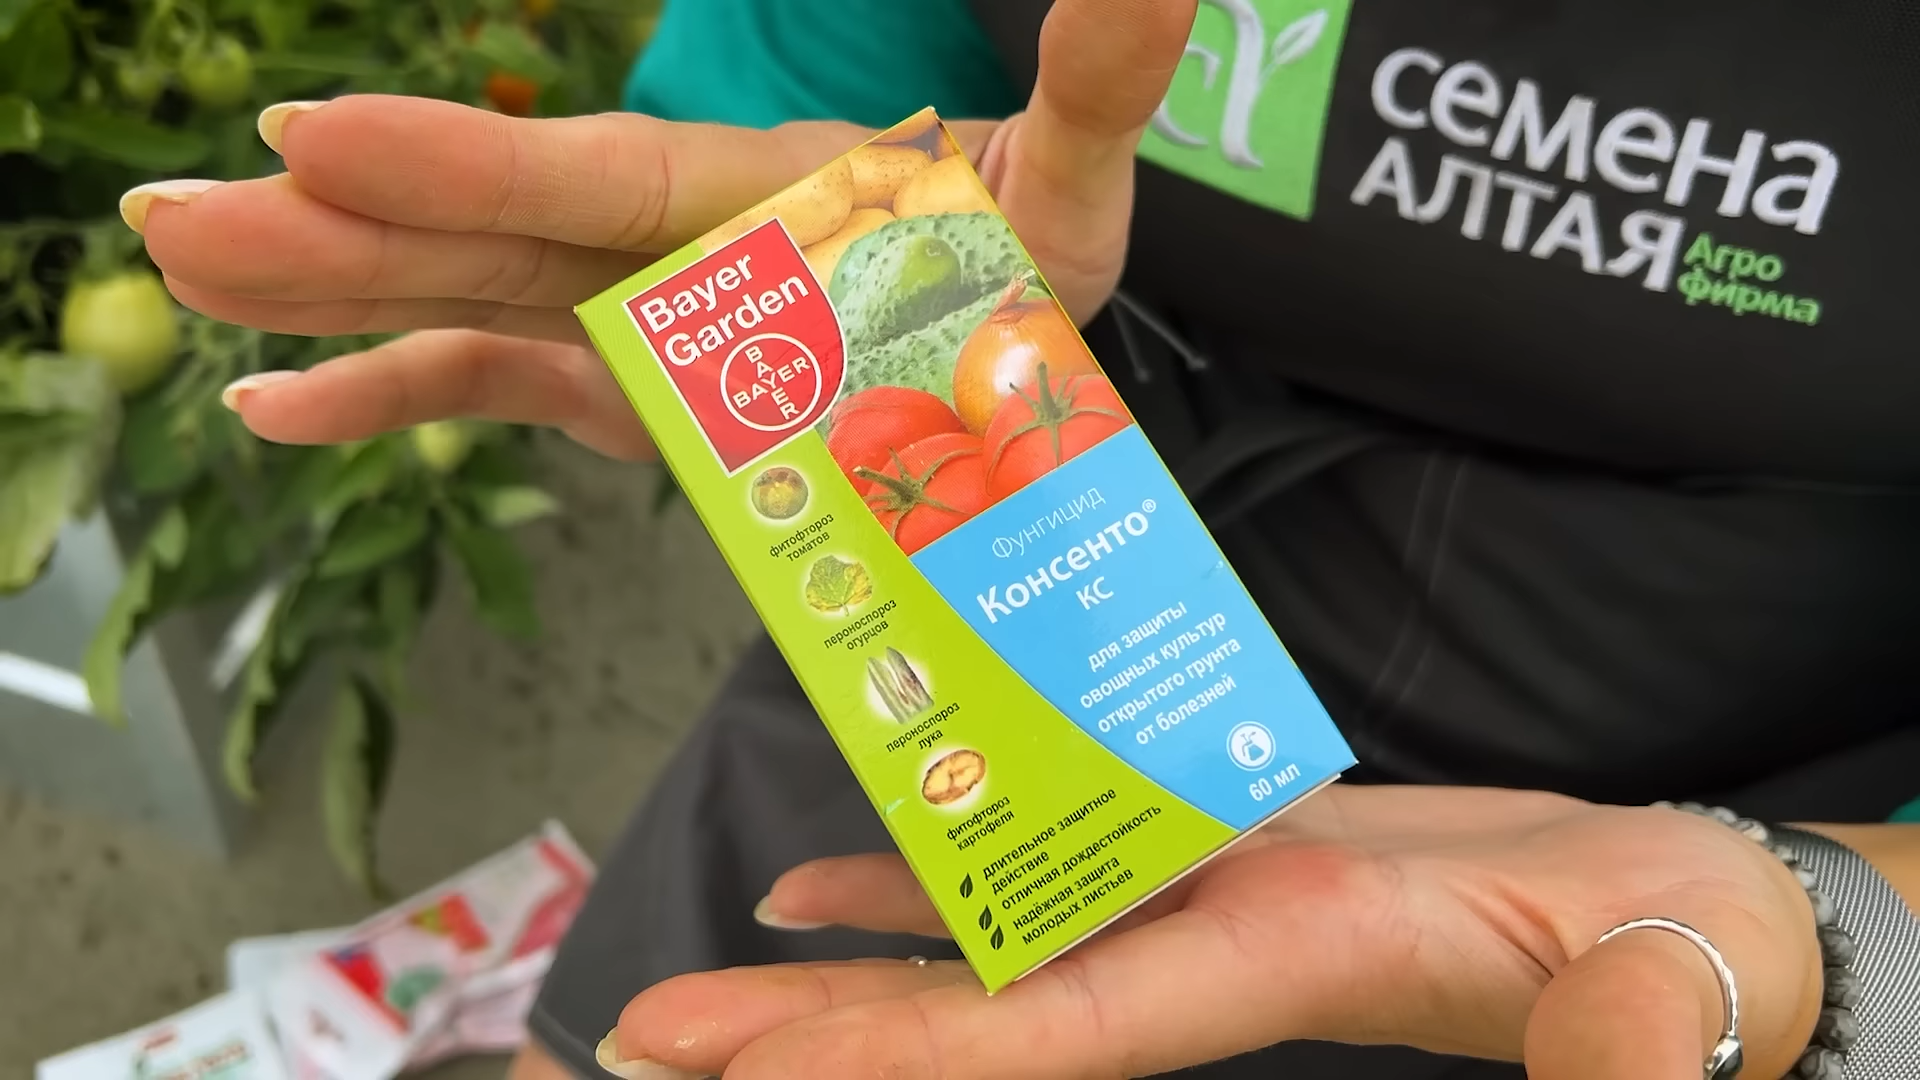 семена
АЛТАЯ
Агро
фирма
Bayer
Garden
BAYER
BAYER
фитофтороз
томатов
пероноспороз
огурцов
пероноспороз
лука
фитофтороз
картофеля
длительное защитное
действие
отличная дождестойкость
надёжная защита
молодых листьев
Фунгицид
Консенто®
КС
для защиты
овощных культур
открытого грунта
от болезней
60 мл